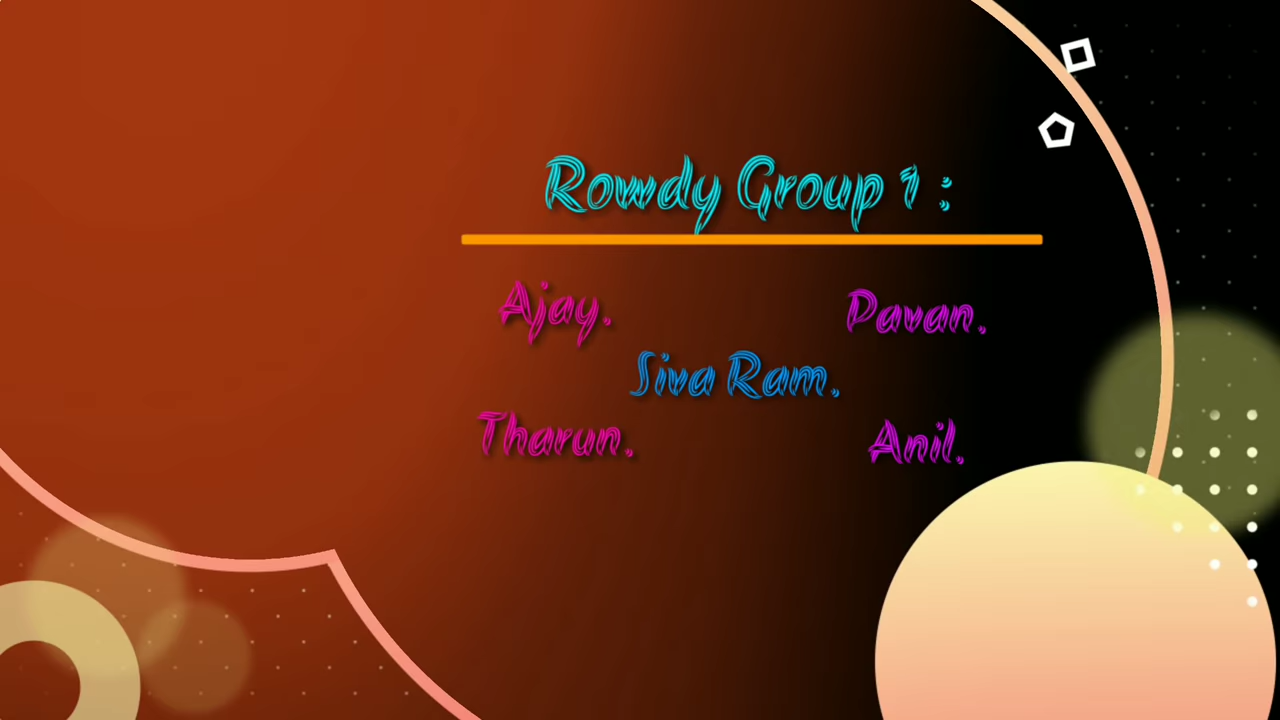 Rowdy Group 1 :
Ajay.
Pavan.
Siva Ram.
Tharun.
Anil.